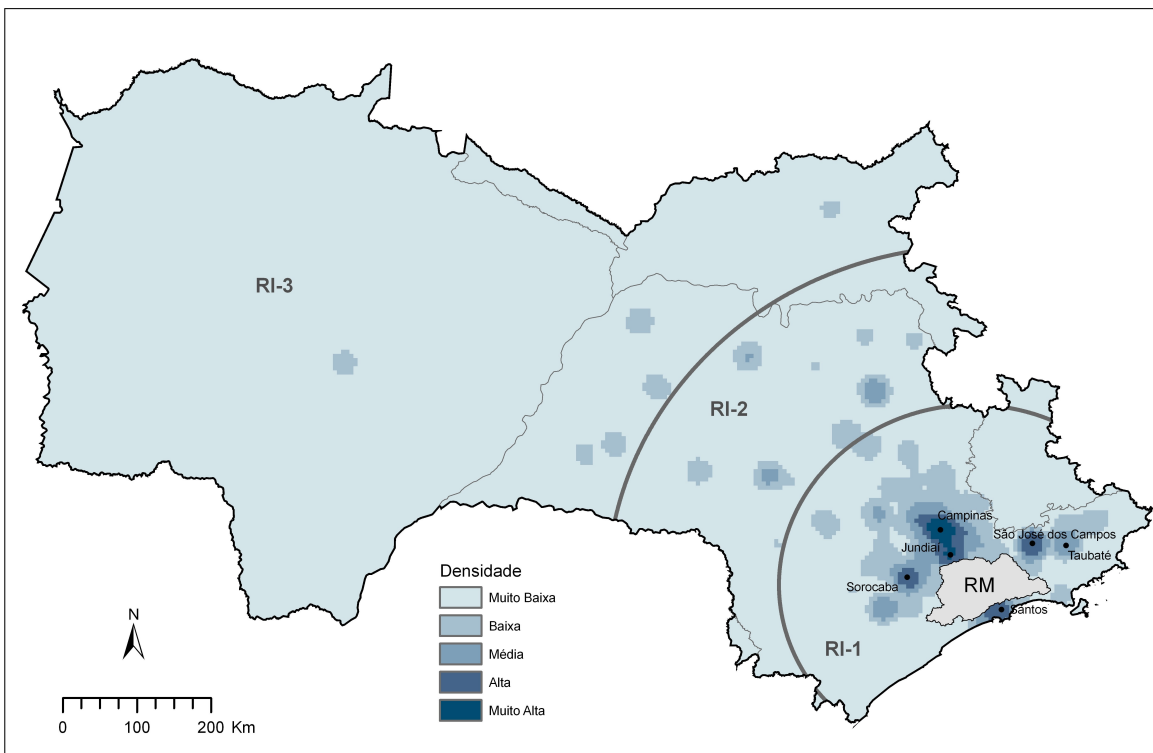 RI-3
RI-2
Campinas
São José dos Campos
Jundiaí
Taubaté
Sorocaba
RM
Santos
RI-1
Densidade
Muito Baixa
Baixa
Média
Alta
Muito Alta
N
0 100 200 Km